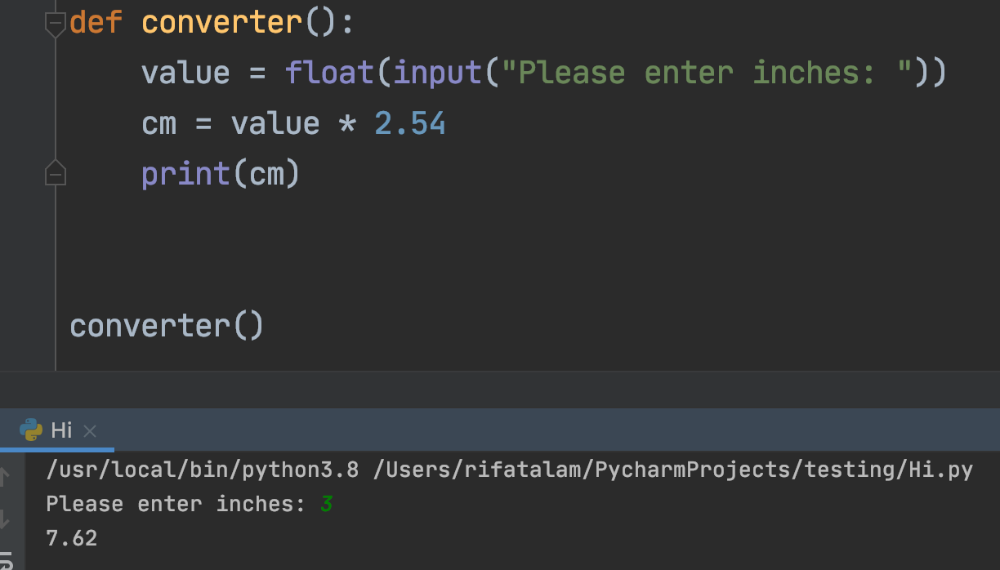 def converter():
    value = float(input("Please enter inches: "))
    cm = value * 2.54
    print(cm)
converter()
Hi
/usr/local/bin/python3.8 /Users/rifatalam/PycharmProjects/testing/Hi.py
Please enter inches: 3
7.62